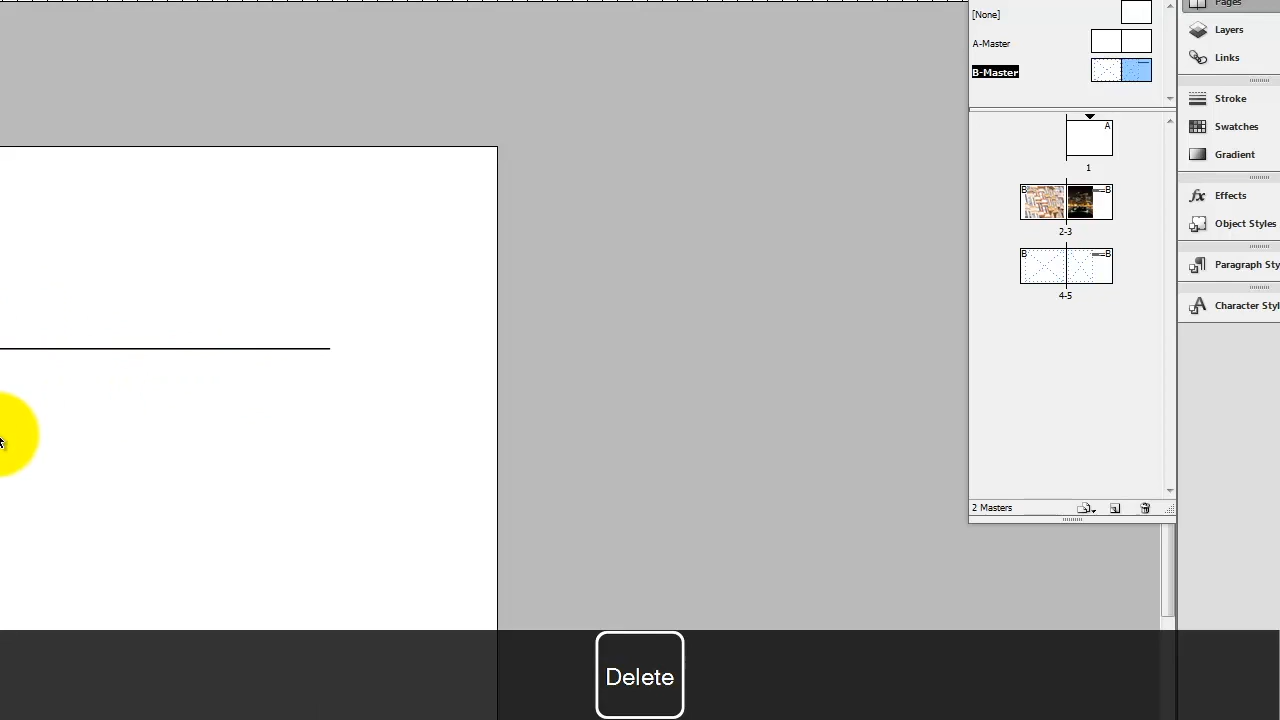 Pages
[None]
Layers
A-Master
Links
B-Master
Stroke
A
Swatches
Gradient
1
B
B
Effects
Object Styles
2-3
B
B
Paragraph Sty
4-5
Character Styl
2 Masters
Delete